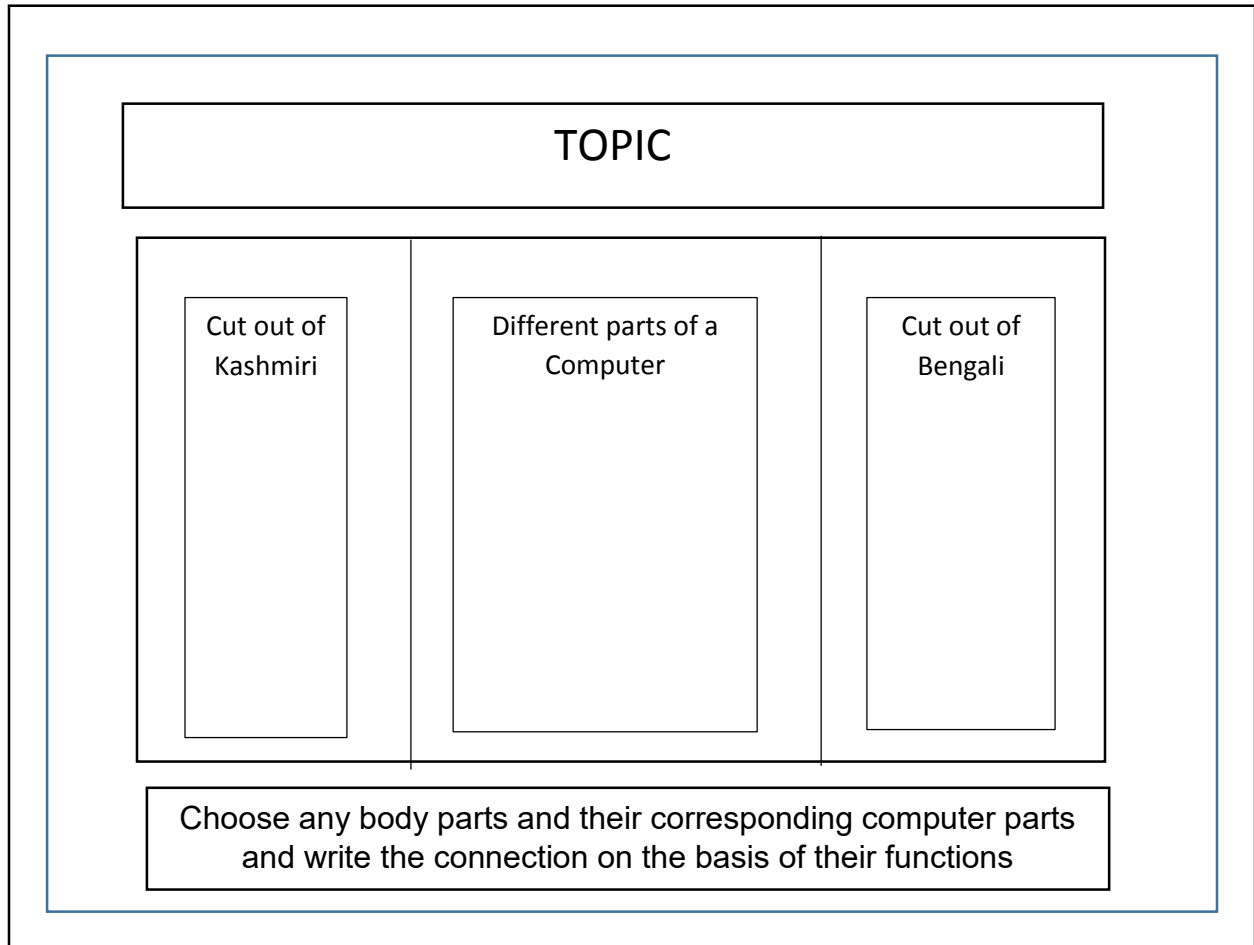 TOPIC
Cut out of
Kashmiri
Different parts of a
Computer
Cut out of
Bengali
Choose any body parts and their corresponding computer parts
and write the connection on the basis of their functions